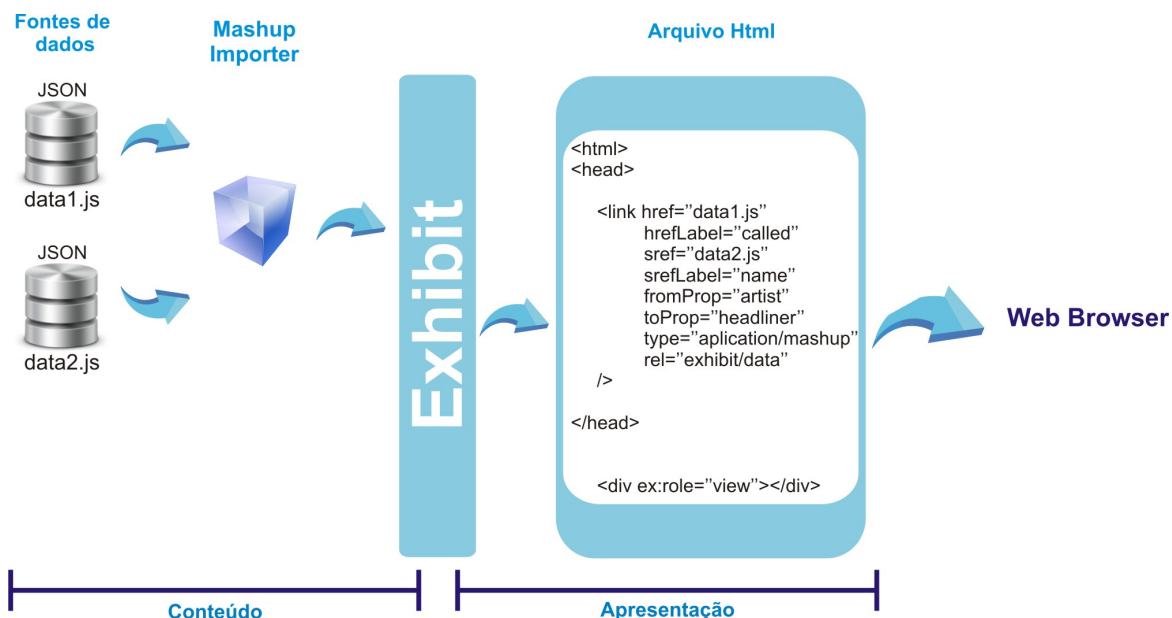 Fontes de
dados
Mashup
Importer
Arquivo Html
JSON
data1.js
JSON
data2.js
Exhibit
<html>
<head>
<link href="data1.js"
hrefLabel="called"
sref="data2.js"
srefLabel="name"
fromProp="artist"
toProp="headliner"
type="aplication/mashup"
rel="exhibit/data"
/>
</head>
<div ex:role="view"></div>
Web Browser
Conteúdo
Apresentação